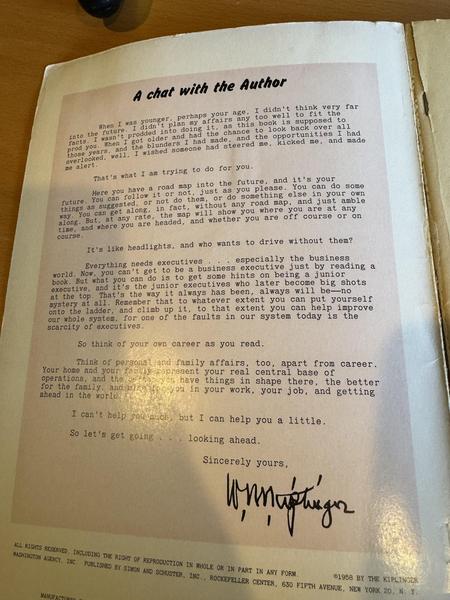 A chat with the Author
When I was younger, perhaps your age, I didn't think very far
into the future. I didn't plan my affairs any too well to fit the
facts. I wasn't prodded into doing it, as this book is supposed to
prod you. When I got older and had the chance to look back over all
those years, and the blunders I had made, and the opportunities I had
overlooked, well, I wished someone had steered me, kicked me, and made
me alert.
That's what I am trying to do for you.
Here you have a road map into the future, and it's your
future. You can follow it or not, just as you please. You can do some
things as suggested, or not do them, or do something else in your own
way. You can get along, in fact, without any road map, and just amble
along. But, at any rate, the map will show you where you are at any
time, and where you are headed, and whether you are off course or on
course.
It's like headlights, and who wants to drive without them?
Everything needs executives . . . especially the business
world. Now, you can't get to be a business executive just by reading a
book. But what you can do is to get some hints on being a junior
executive, and it's the junior executives who later become big shots
at the top. That's the way it always has been, always will be--no
mystery at all. Remember that to whatever extent you can put yourself
onto the ladder, and climb up it, to that extent you can help improve
our whole system, for one of the faults in our system today is the
scarcity of executives.
So think of your own career as you read.
Think of personal and family affairs, too, apart from career.
Your home and your family represent your real central base of
operations, and the have things in shape there, the better
for the family, and you in your work, your job, and getting
ahead in the world.
I can't help you much, but I can help you a little.
So let's get going . . . looking ahead.
Sincerely yours,
ALL RIGHTS RESERVED, INCLUDING THE RIGHT OF REPRODUCTION IN WHOLE OR IN PART IN ANY FORM. ©1958 BY THE KIPLINGER
WASHINGTON AGENCY, INC. PUBLISHED BY SIMON AND SCHUSTER, INC., ROCKEFELLER CENTER, 630 FIFTH AVENUE, NEW YORK 20, N. Y.